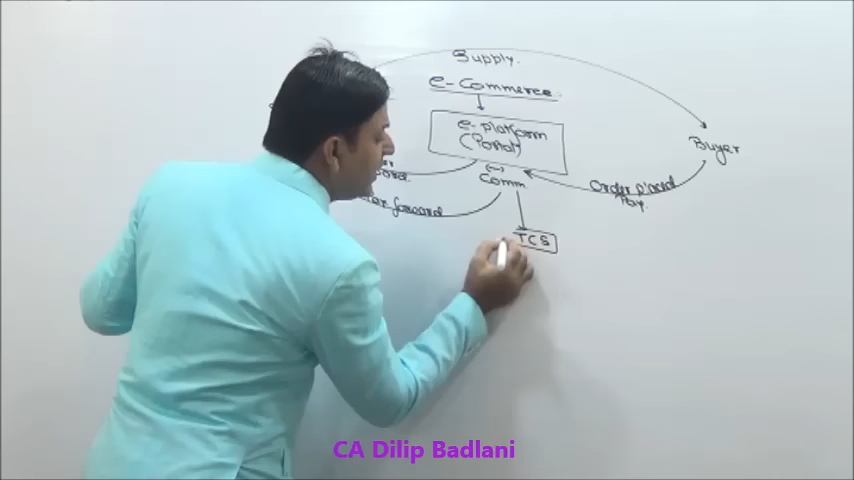 Supply.
e-Commerce.
e-platform
(Portal)
Buyer
(-)
Comm.
Order placed
Pay.
forward
TCS
CA Dilip Badlani